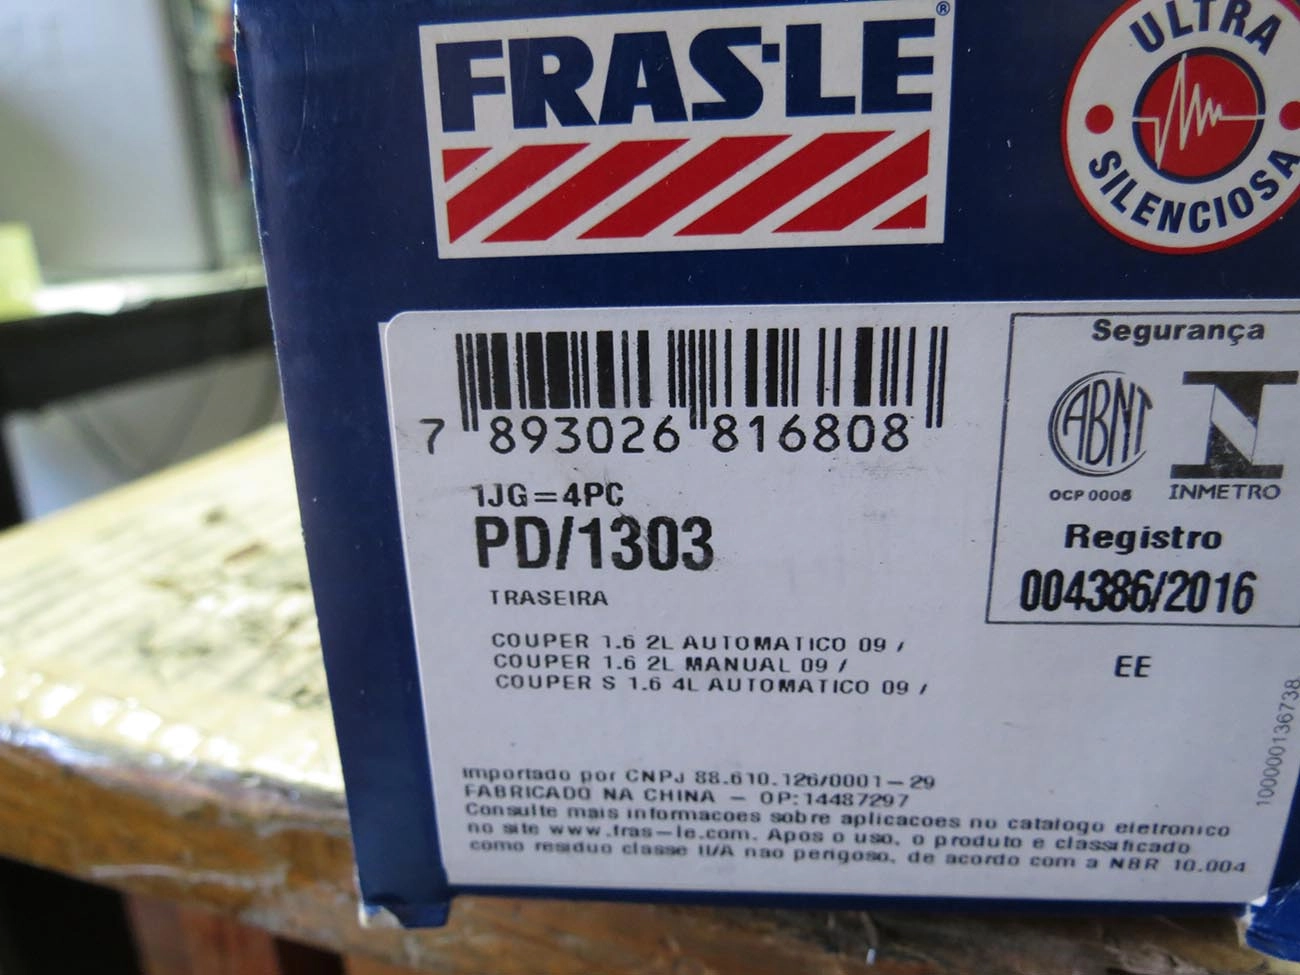 FRAS-LE®
ULTRA
SILENCIOSA
Segurança
7 893026 816808
ABNT
OCP 0005
INMETRO
1JG=4PC
PD/1303
Registro
004386/2016
TRASEIRA
COUPER 1.6 2L AUTOMATICO 09 /
COUPER 1.6 2L MANUAL 09 /
COUPER S 1.6 4L AUTOMATICO 09 /
EE
100000136738
Importado por CNPJ 88.610.126/0001-29
FABRICADO NA CHINA - OP:14487297
Consulte mais informacoes sobre aplicacoes no catalogo eletronico
no site www.fras-le.com. Apos o uso, o produto e classificado
como residuo classe II/A nao perigoso, de acordo com a NBR 10.004